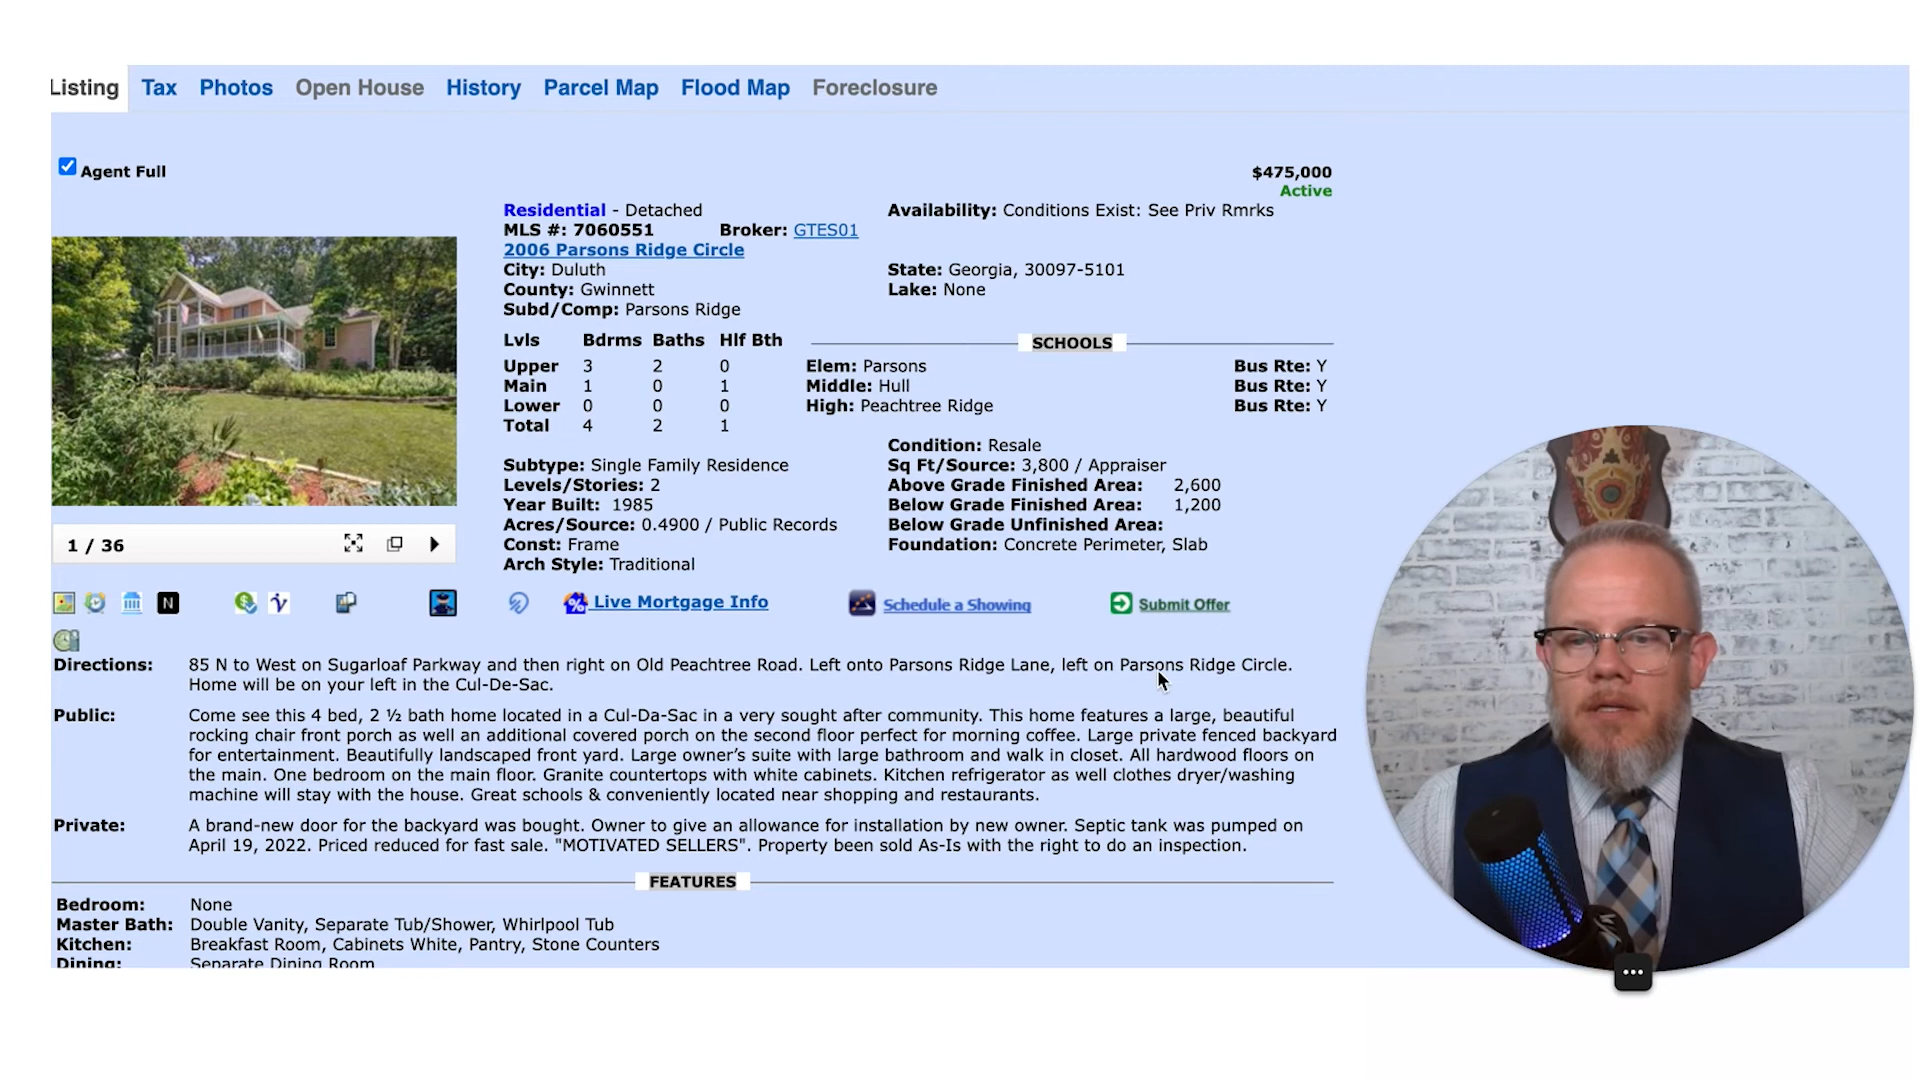 Listing Tax Photos Open House History Parcel Map Flood Map Foreclosure
Agent Full
$475,000
Active
Residential - Detached Availability: Conditions Exist: See Priv Rmrks
MLS #: 7060551 Broker: GTES01
2006 Parsons Ridge Circle
City: Duluth State: Georgia, 30097-5101
County: Gwinnett Lake: None
Subd/Comp: Parsons Ridge
Lvls Bdrms Baths Hlf Bth SCHOOLS
Upper 3 2 0 Elem: Parsons Bus Rte: Y
Main 1 0 1 Middle: Hull Bus Rte: Y
Lower 0 0 0 High: Peachtree Ridge Bus Rte: Y
Total 4 2 1
Condition: Resale
Subtype: Single Family Residence Sq Ft/Source: 3,800 / Appraiser
Levels/Stories: 2 Above Grade Finished Area: 2,600
Year Built: 1985 Below Grade Finished Area: 1,200
Acres/Source: 0.4900 / Public Records Below Grade Unfinished Area:
Const: Frame Foundation: Concrete Perimeter, Slab
Arch Style: Traditional
1 / 36
N
Live Mortgage Info Schedule a Showing Submit Offer
Directions: 85 N to West on Sugarloaf Parkway and then right on Old Peachtree Road. Left onto Parsons Ridge Lane, left on Parsons Ridge Circle.
Home will be on your left in the Cul-De-Sac.
Public: Come see this 4 bed, 2 ½ bath home located in a Cul-Da-Sac in a very sought after community. This home features a large, beautiful
rocking chair front porch as well an additional covered porch on the second floor perfect for morning coffee. Large private fenced backyard
for entertainment. Beautifully landscaped front yard. Large owner's suite with large bathroom and walk in closet. All hardwood floors on
the main. One bedroom on the main floor. Granite countertops with white cabinets. Kitchen refrigerator as well clothes dryer/washing
machine will stay with the house. Great schools & conveniently located near shopping and restaurants.
Private: A brand-new door for the backyard was bought. Owner to give an allowance for installation by new owner. Septic tank was pumped on
April 19, 2022. Priced reduced for fast sale. "MOTIVATED SELLERS". Property been sold As-Is with the right to do an inspection.
FEATURES
Bedroom: None
Master Bath: Double Vanity, Separate Tub/Shower, Whirlpool Tub
Kitchen: Breakfast Room, Cabinets White, Pantry, Stone Counters
Dining: Separate Dining Room